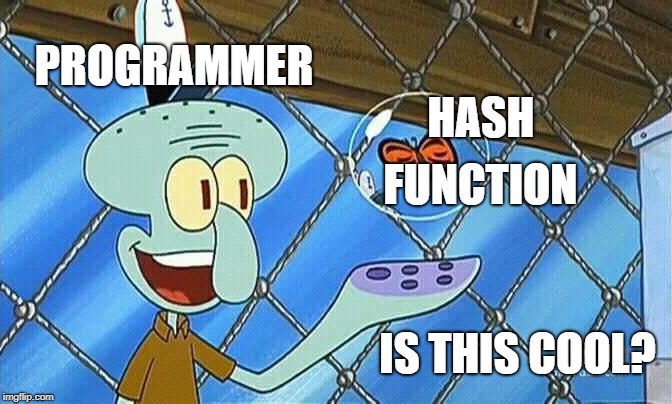 PROGRAMMER
HASH
FUNCTION
IS THIS COOL?
imgflip.com